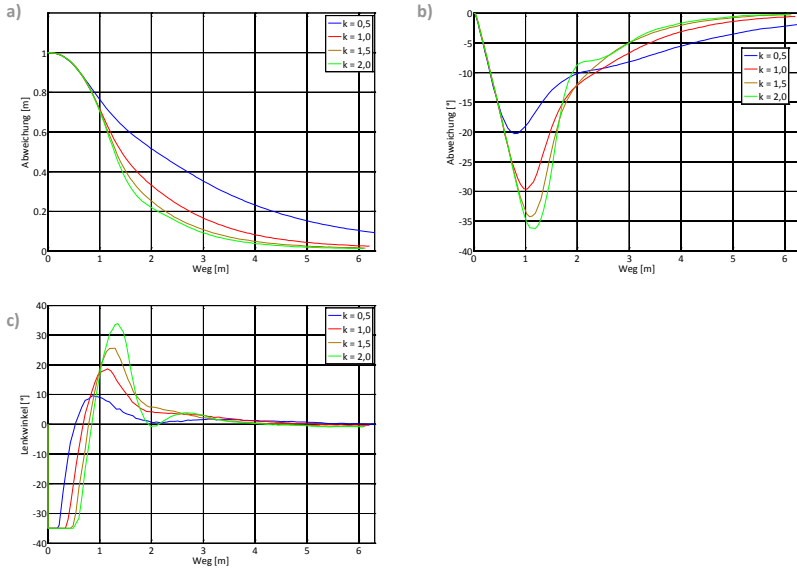 a)
Abweichung [m]
1
0.8
0.6
0.4
0.2
0
0 1 2 3 4 5 6
Weg [m]
k = 0,5
k = 1,0
k = 1,5
k = 2,0
b)
Abweichung [°]
0
-5
-10
-15
-20
-25
-30
-35
-40
0 1 2 3 4 5 6
Weg [m]
k = 0,5
k = 1,0
k = 1,5
k = 2,0
c)
Lenkwinkel [°]
40
30
20
10
0
-10
-20
-30
-40
0 1 2 3 4 5 6
Weg [m]
k = 0,5
k = 1,0
k = 1,5
k = 2,0